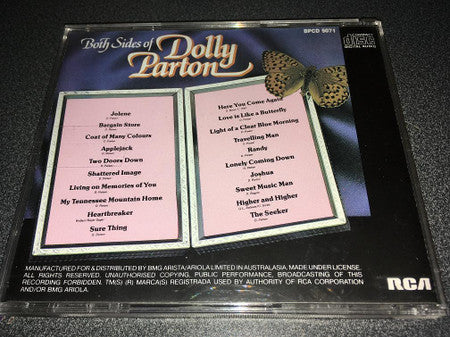 Both Sides of Dolly
Parton
BPCD 5071
COMPACT
disc
DIGITAL AUDIO
Jolene
Bargain Store
Coat of Many Colours
Applejack
Two Doors Down
Shattered Image
Living on Memories of You
My Tennessee Mountain Home
Heartbreaker
Sure Thing
Here You Come Again
Love is Like a Butterfly
Light of a Clear Blue Morning
Travelling Man
Randy
Lonely Coming Down
Joshua
Sweet Music Man
Higher and Higher
The Seeker
MANUFACTURED FOR & DISTRIBUTED BY BMG ARISTA/ARIOLA LIMITED IN AUSTRALASIA. MADE UNDER LICENSE.
ALL RIGHTS RESERVED. UNAUTHORISED COPYING, PUBLIC PERFORMANCE, BROADCASTING OF THIS
RECORDING FORBIDDEN. TM(S) (R) MARCA(S) REGISTRADA USED BY AUTHORITY OF RCA CORPORATION
AND/OR BMG ARIOLA.
RCA